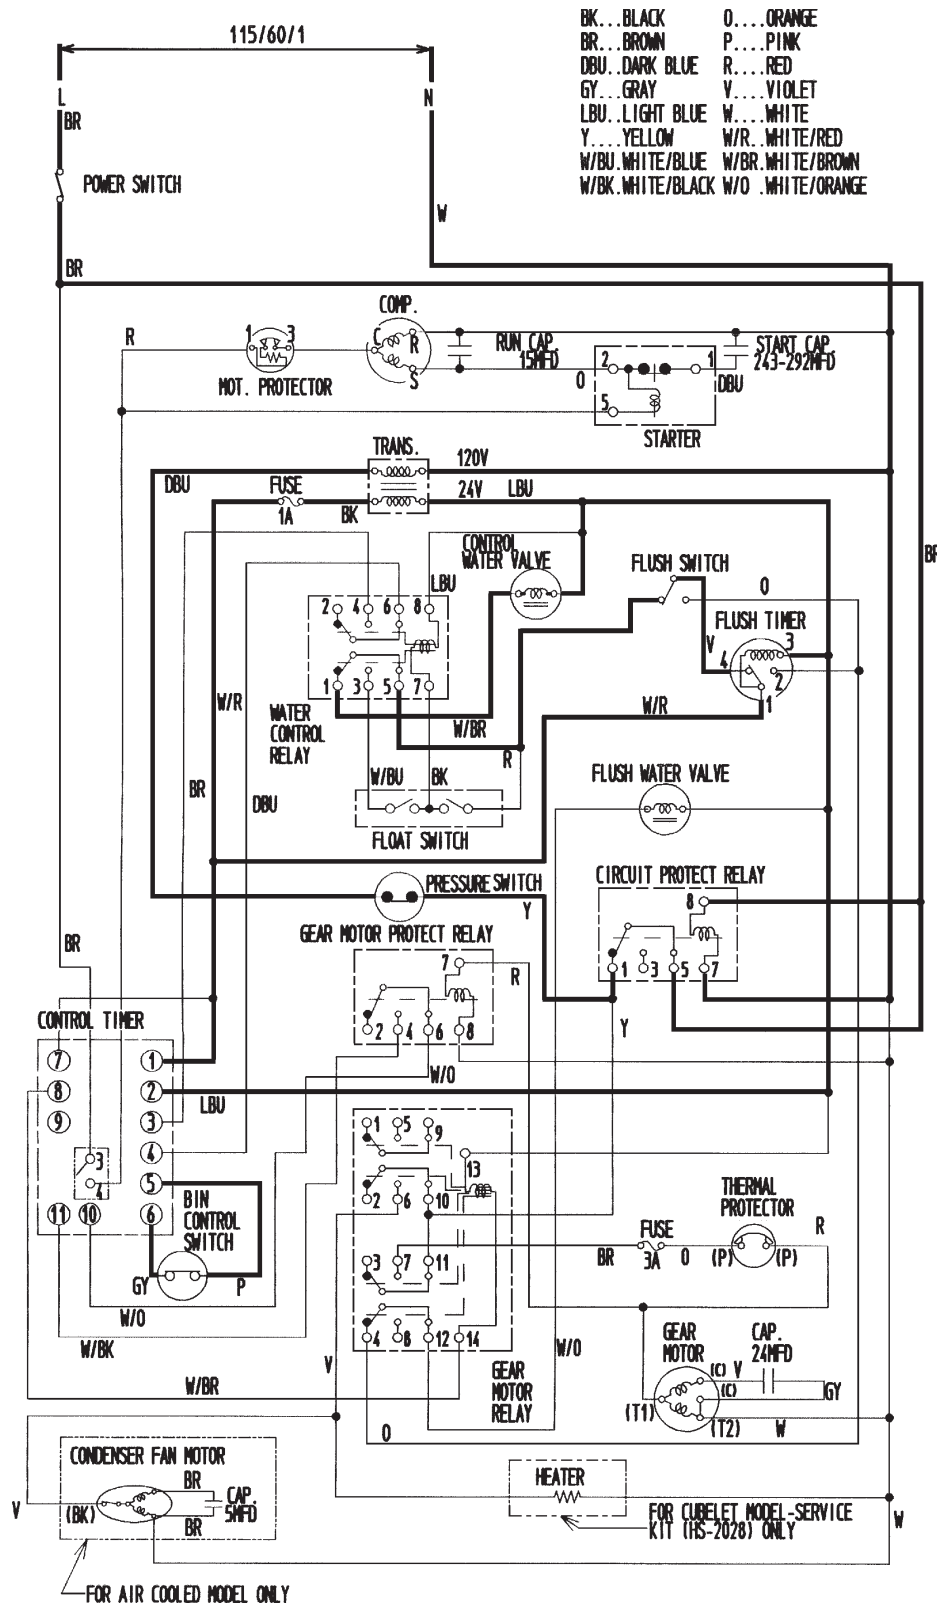 115/60/1
BK...BLACK O....ORANGE
BR...BROWN P....PINK
DBU..DARK BLUE R....RED
GY...GRAY V....VIOLET
LBU..LIGHT BLUE W....WHITE
Y....YELLOW W/R..WHITE/RED
W/BU.WHITE/BLUE W/BR.WHITE/BROWN
W/BK.WHITE/BLACK W/O .WHITE/ORANGE
L
N
BR
POWER SWITCH
W
BR
COMP.
R
1 3
C
R
S
RUN CAP.
15MFD
START CAP.
243-292MFD
MOT. PROTECTOR
2 1
O
DBU
5
STARTER
TRANS.
120V
DBU
FUSE
1A
BK
24V
LBU
CONTROL
WATER VALVE
BR
FLUSH SWITCH
LBU
O
2 4 6 8
FLUSH TIMER
V
3
4
2
1
1 3 5 7
W/R
W/R
WATER
CONTROL
RELAY
W/BR
R
W/BU
BK
FLUSH WATER VALVE
BR
DBU
FLOAT SWITCH
CIRCUIT PROTECT RELAY
PRESSURE SWITCH
Y
8
GEAR MOTOR PROTECT RELAY
BR
7
R
1 3 5 7
CONTROL TIMER
2 4 6 8
Y
7 1
W/O
8 2
LBU
9 3
1 5 9
3
4
13
4
5
BIN
CONTROL
SWITCH
2 6 10
THERMAL
PROTECTOR
11 10 6
FUSE
3A
R
BR
O
(P) (P)
3 7 11
GY
P
W/O
4 8 12 14
W/BK
V
W/O
GEAR
MOTOR
CAP.
24MFD
W/BR
GEAR
MOTOR
RELAY
(C) V
(C)
GY
(T1)
(T2)
W
O
CONDENSER FAN MOTOR
HEATER
BR
CAP.
5MFD
V
(BK)
BR
FOR CUBELET MODEL-SERVICE
KIT (HS-2028) ONLY
W
FOR AIR COOLED MODEL ONLY